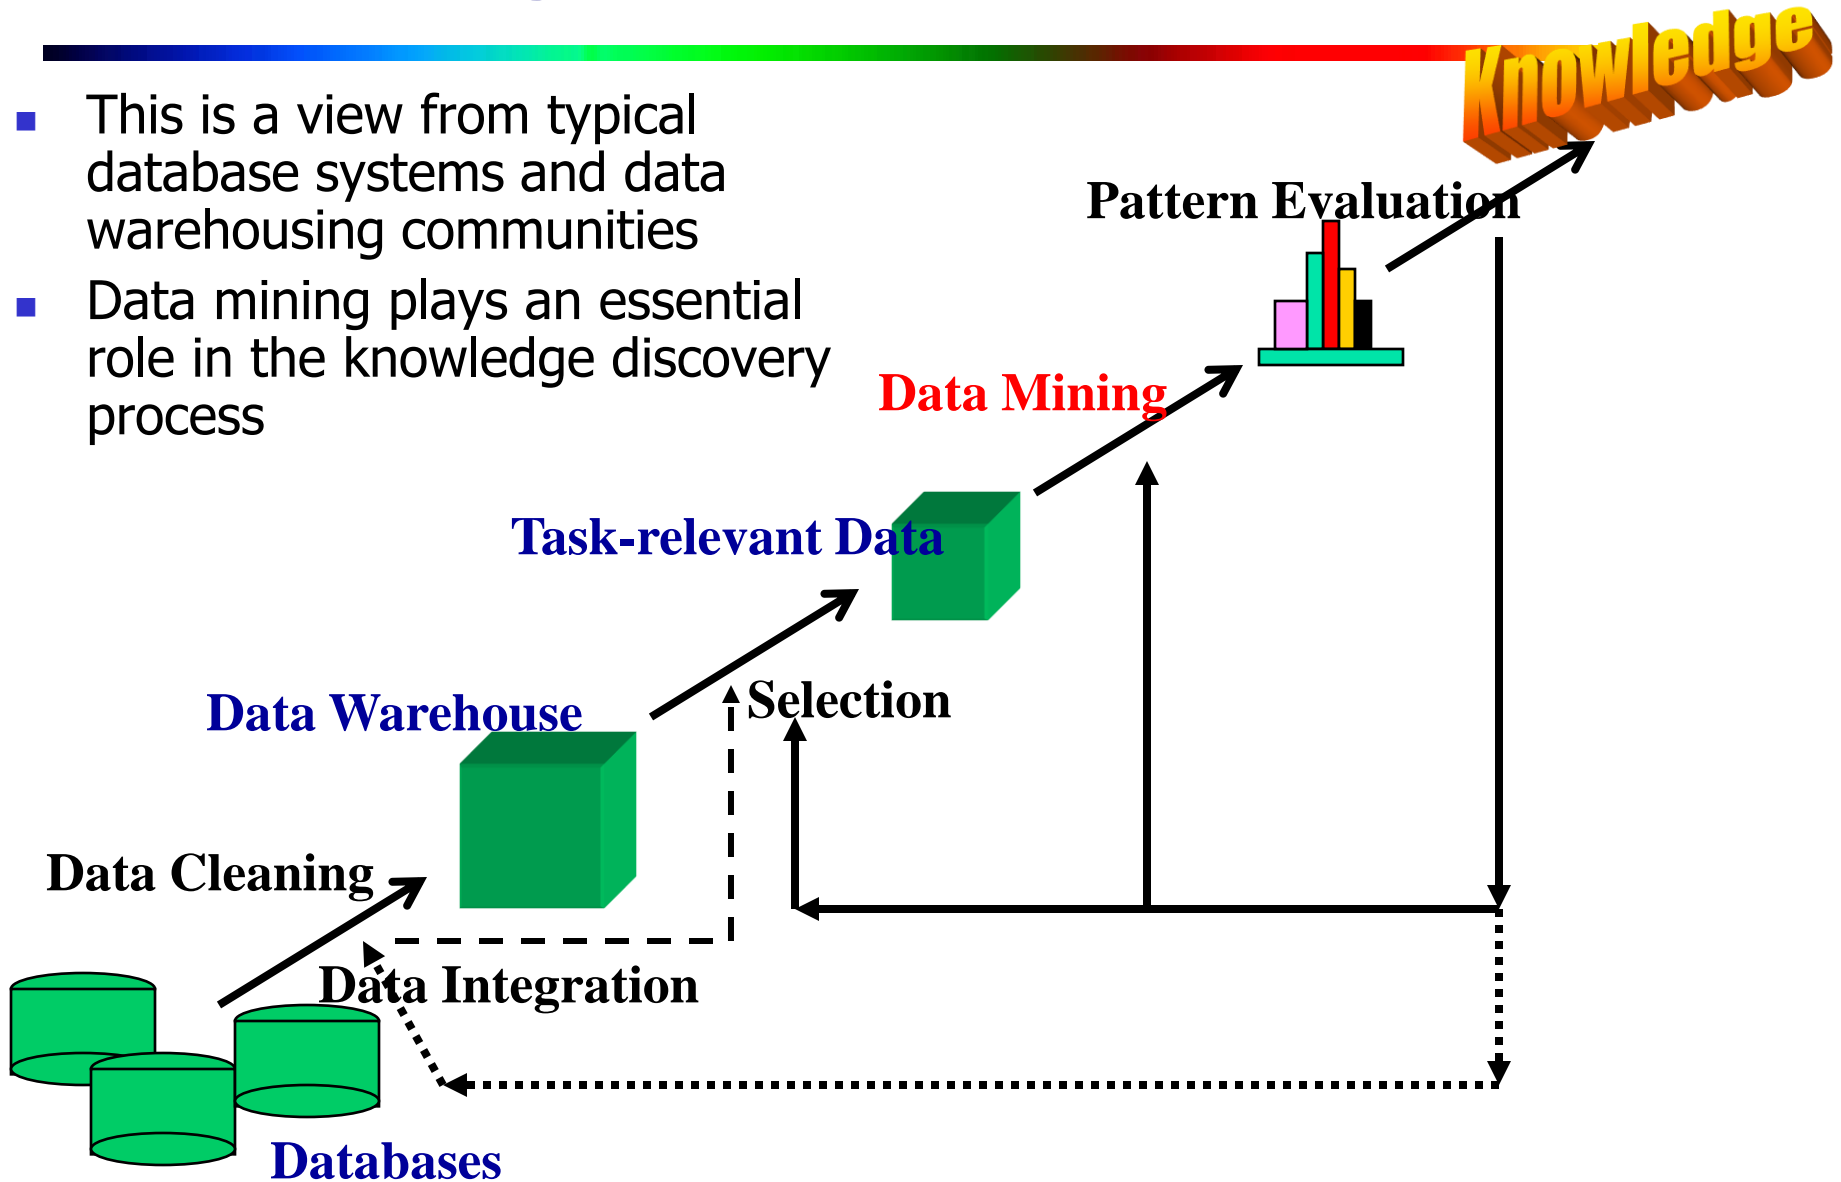 Knowledge
This is a view from typical
database systems and data
warehousing communities
Data mining plays an essential
role in the knowledge discovery
process
Pattern Evaluation
Data Mining
Task-relevant Data
Selection
Data Warehouse
Data Cleaning
Data Integration
Databases